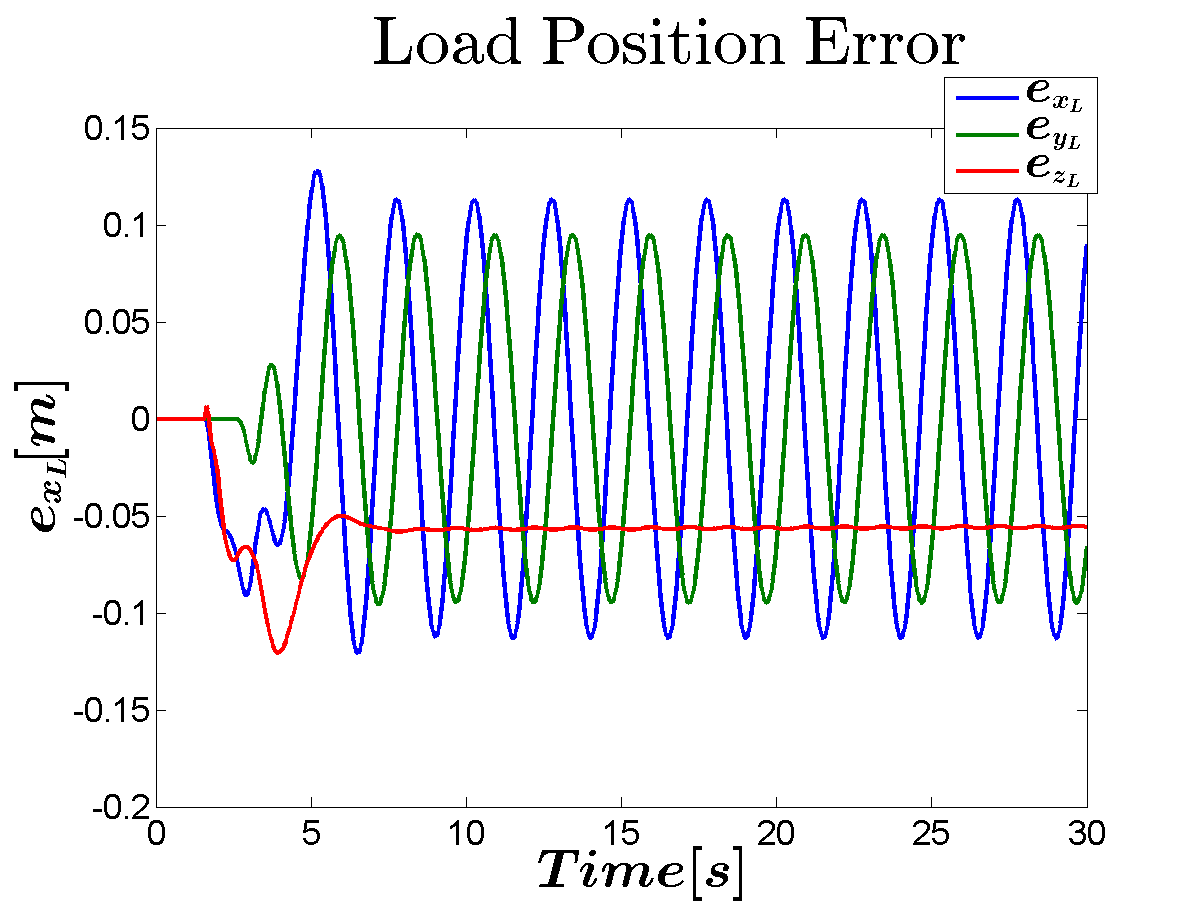 Load Position Error
e_{x_L}
e_{y_L}
e_{z_L}
0.15
0.1
0.05
0
-0.05
-0.1
-0.15
-0.2
e_{x_L}[m]
0 5 10 15 20 25 30
Time[s]